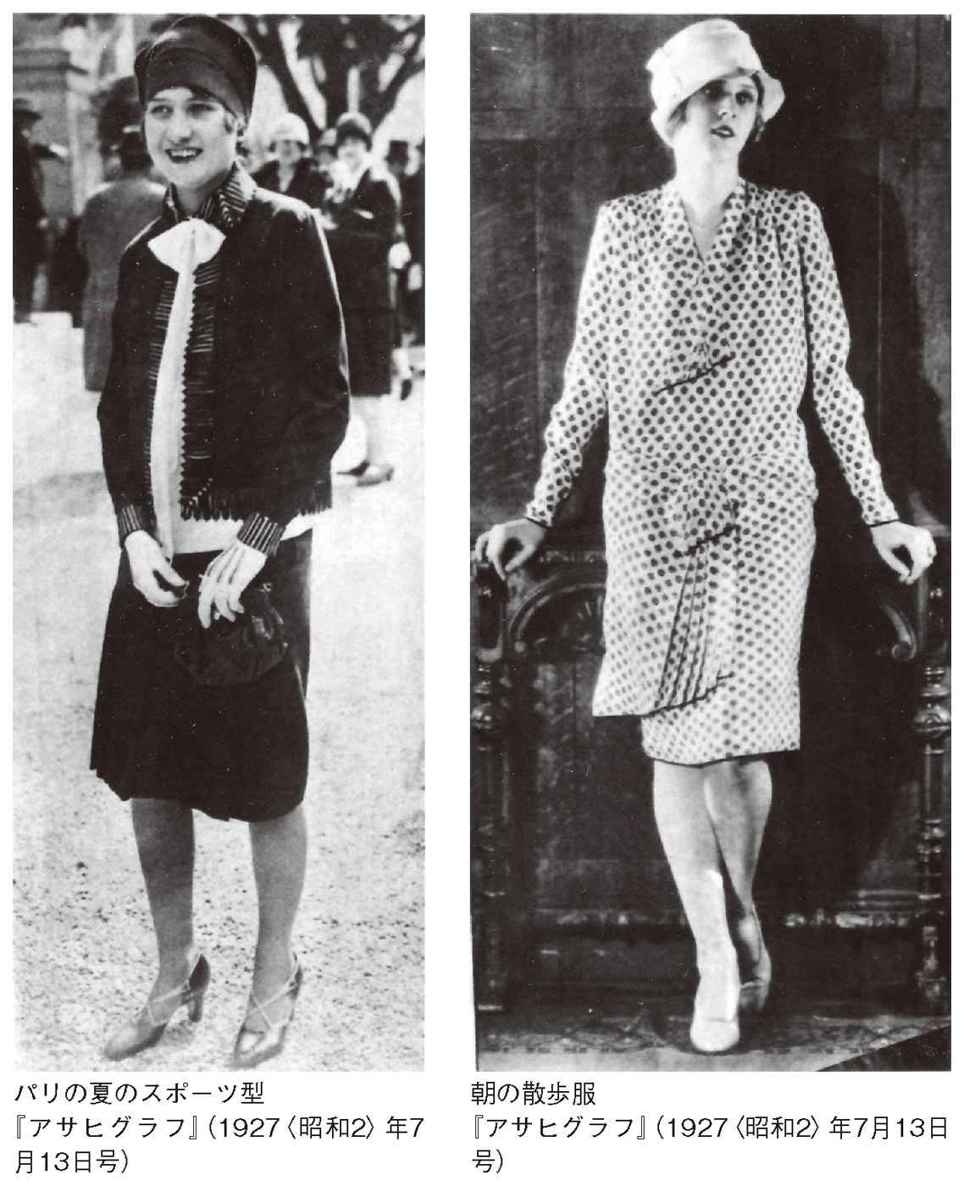 パリの夏のスポーツ型
『アサヒグラフ』（1927〈昭和2〉年7
月13日号）
朝の散歩服
『アサヒグラフ』（1927〈昭和2〉年7月13日
号）